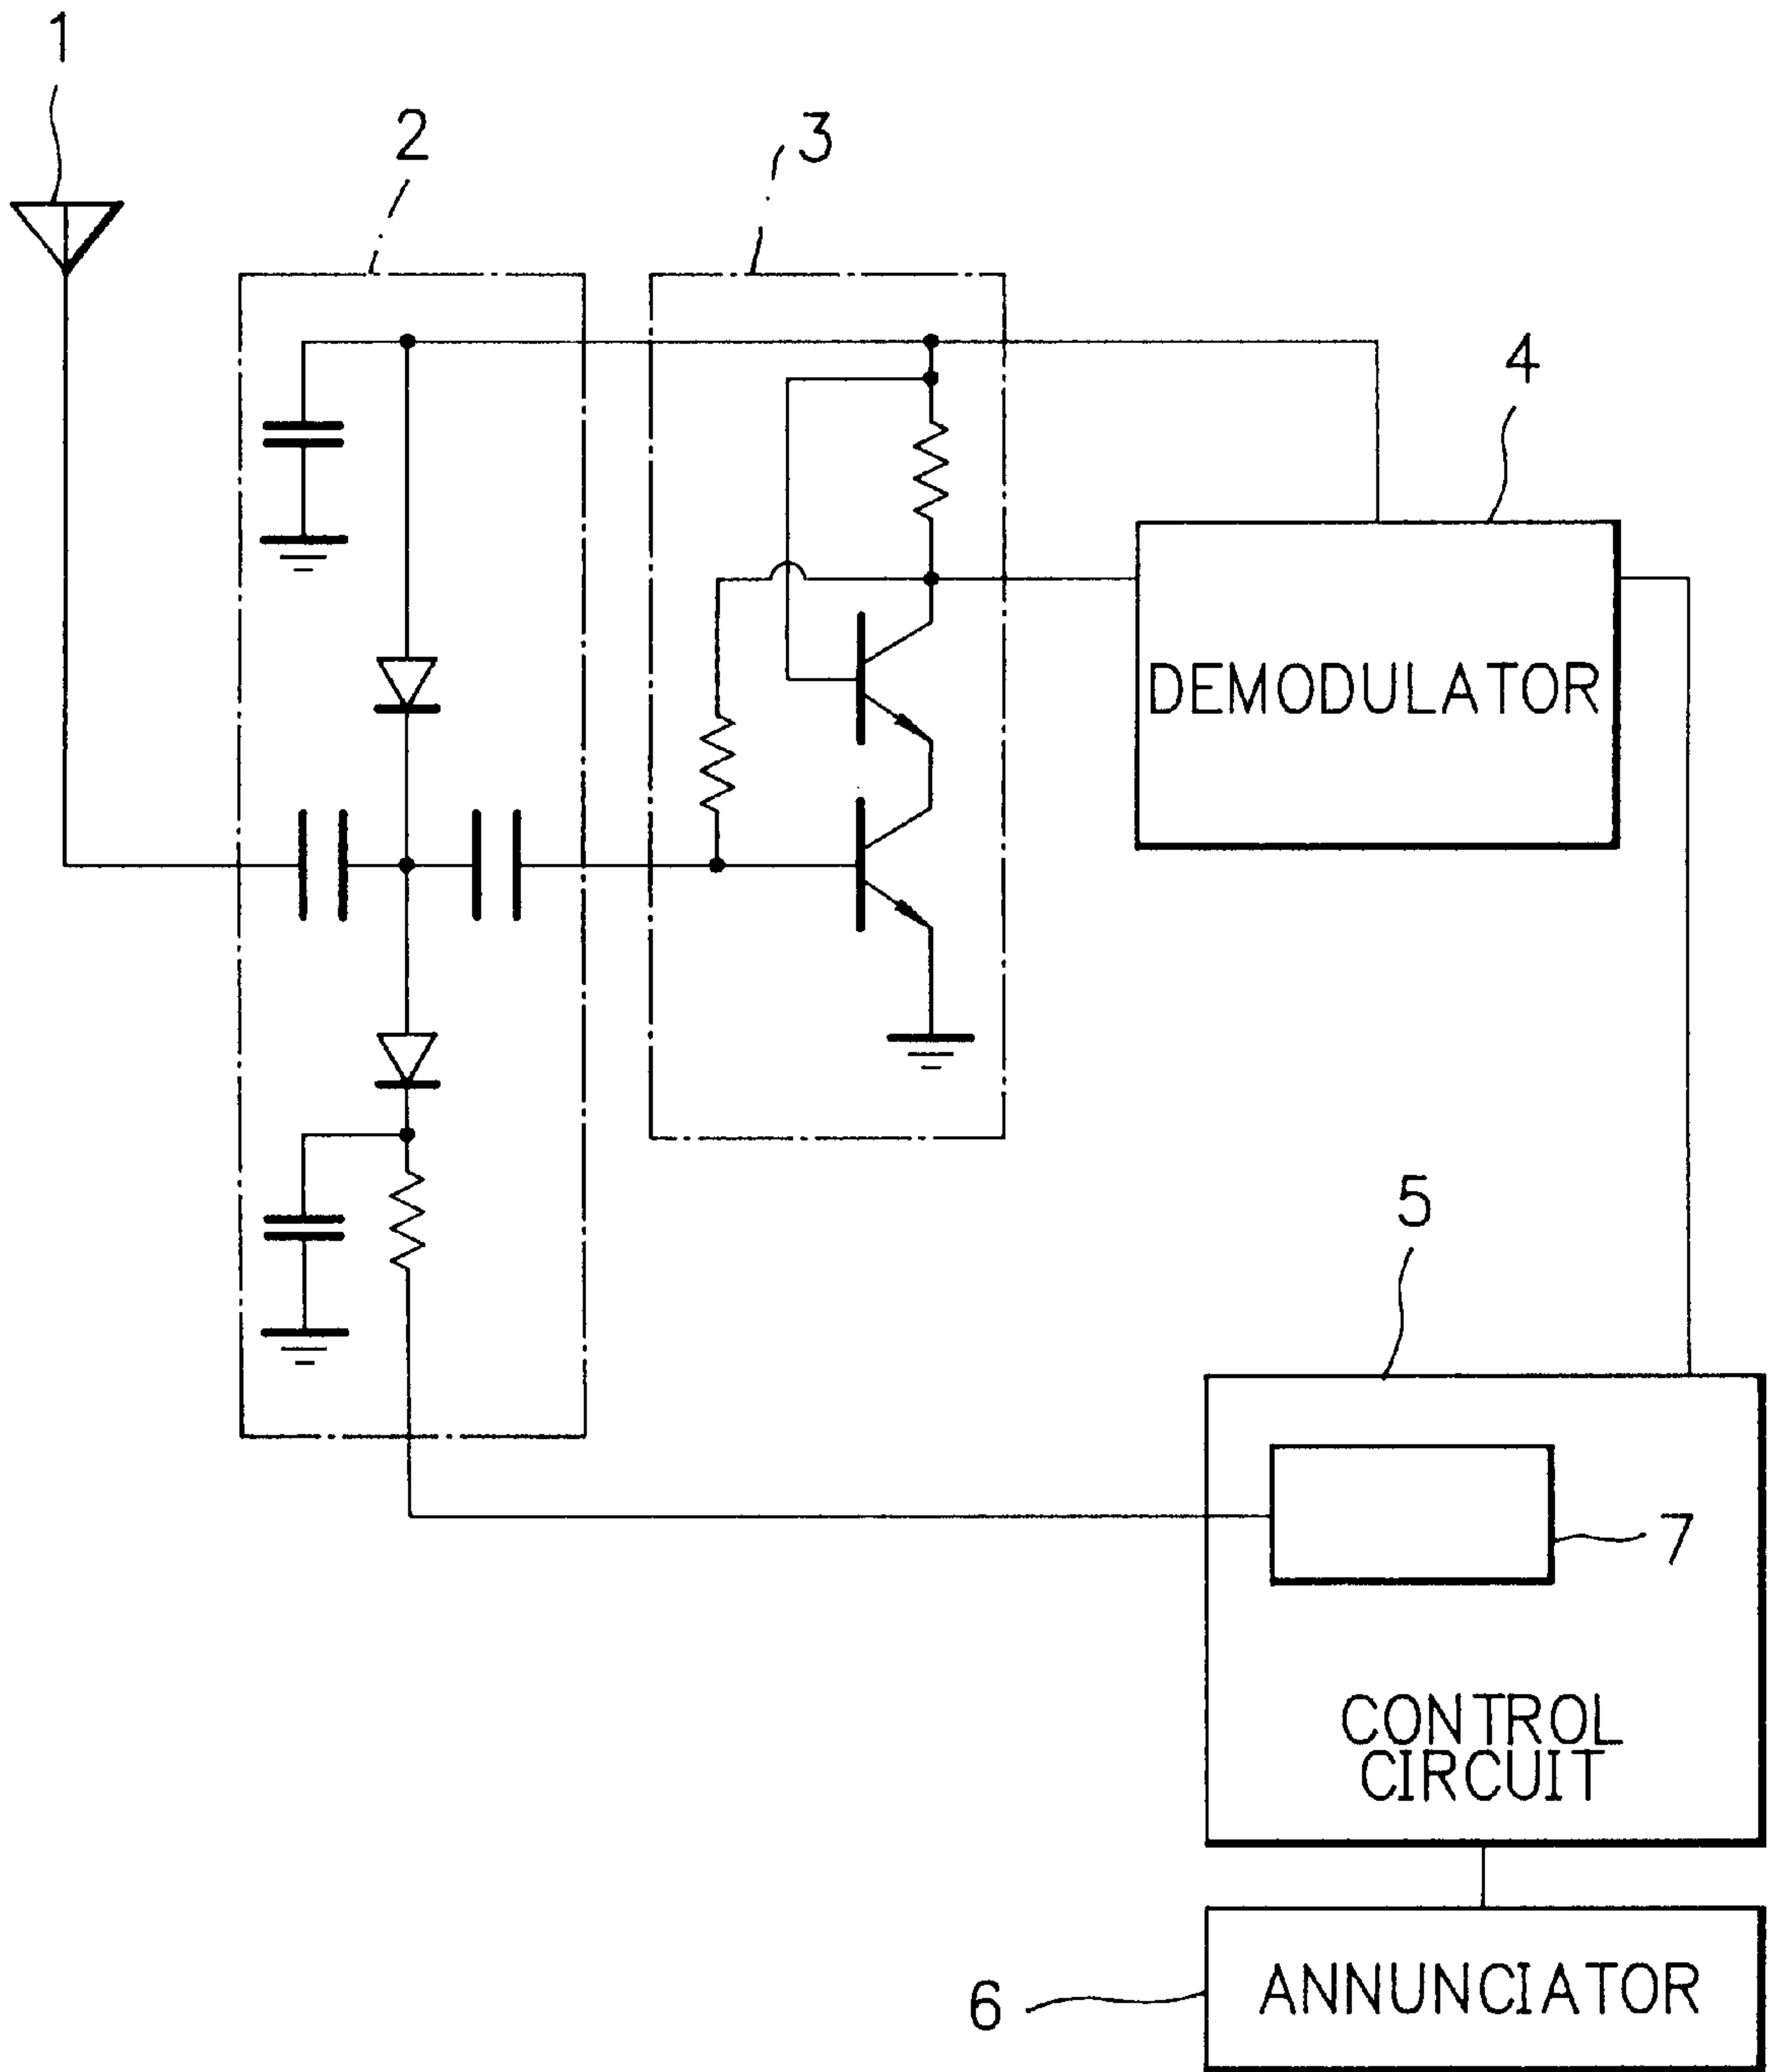 1
2
3
4
DEMODULATOR
5
7
CONTROL
CIRCUIT
6
ANNUNCIATOR